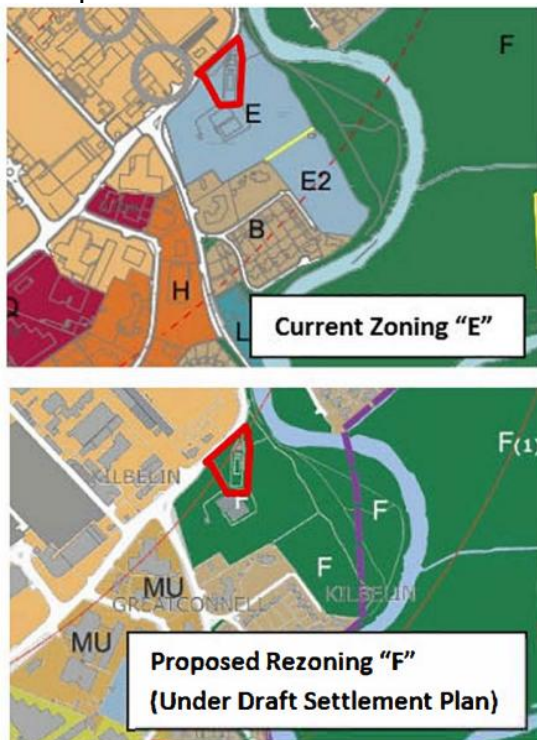 F
E
E2
B
H
Q
L
Current Zoning “E”
F(1)
KILBELIN
F
F
MU
F
GREATCONNELL
KILBELIN
MU
Proposed Rezoning “F”
(Under Draft Settlement Plan)